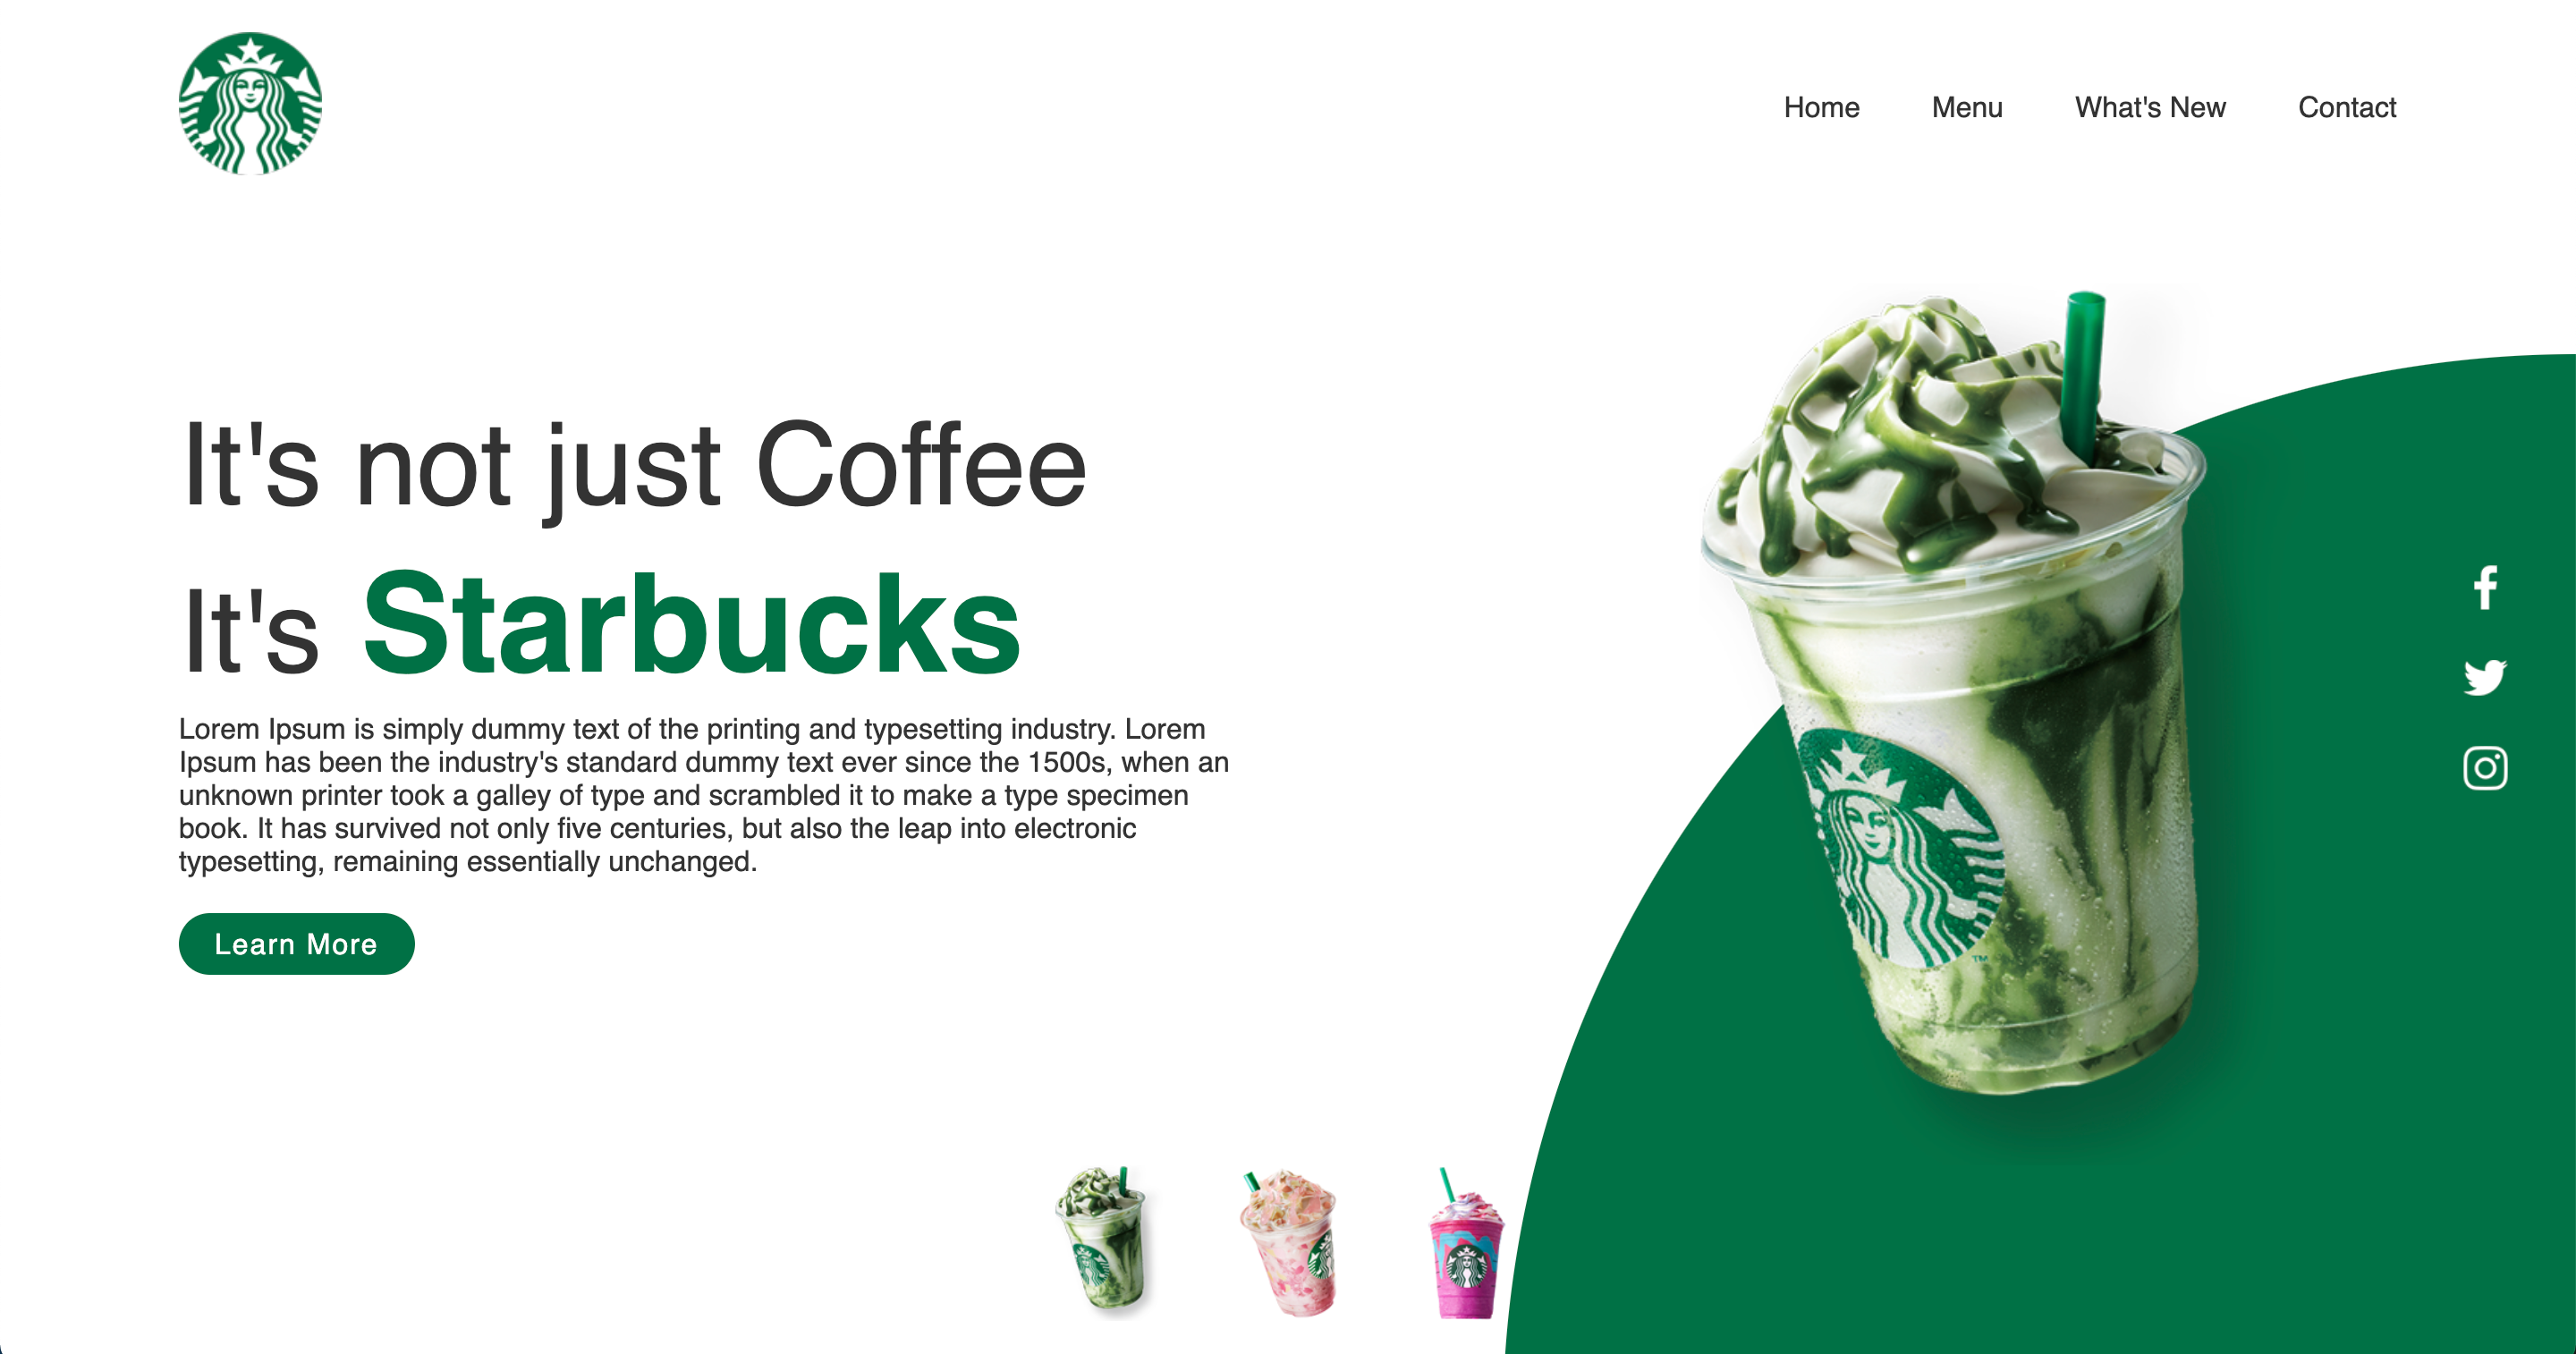 Home Menu What's New Contact
It's not just Coffee
It's Starbucks
Lorem Ipsum is simply dummy text of the printing and typesetting industry. Lorem
Ipsum has been the industry's standard dummy text ever since the 1500s, when an
unknown printer took a galley of type and scrambled it to make a type specimen
book. It has survived not only five centuries, but also the leap into electronic
typesetting, remaining essentially unchanged.
Learn More
TM